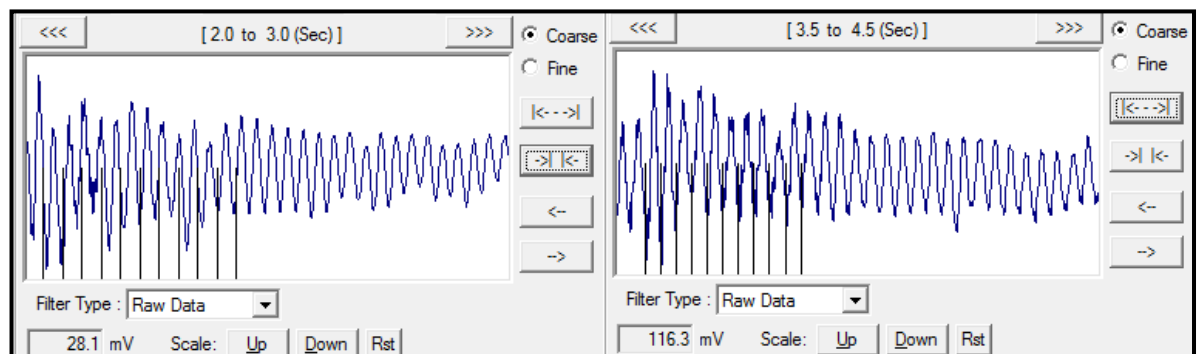 <<< [ 2.0 to 3.0 (Sec) ] >>> Coarse
Fine
|<- - ->|
->| |<-
<--
-->
Filter Type : Raw Data
28.1 mV Scale: Up Down Rst
<<< [ 3.5 to 4.5 (Sec) ] >>> Coarse
Fine
|<- - ->|
->| |<-
<--
-->
Filter Type : Raw Data
116.3 mV Scale: Up Down Rst